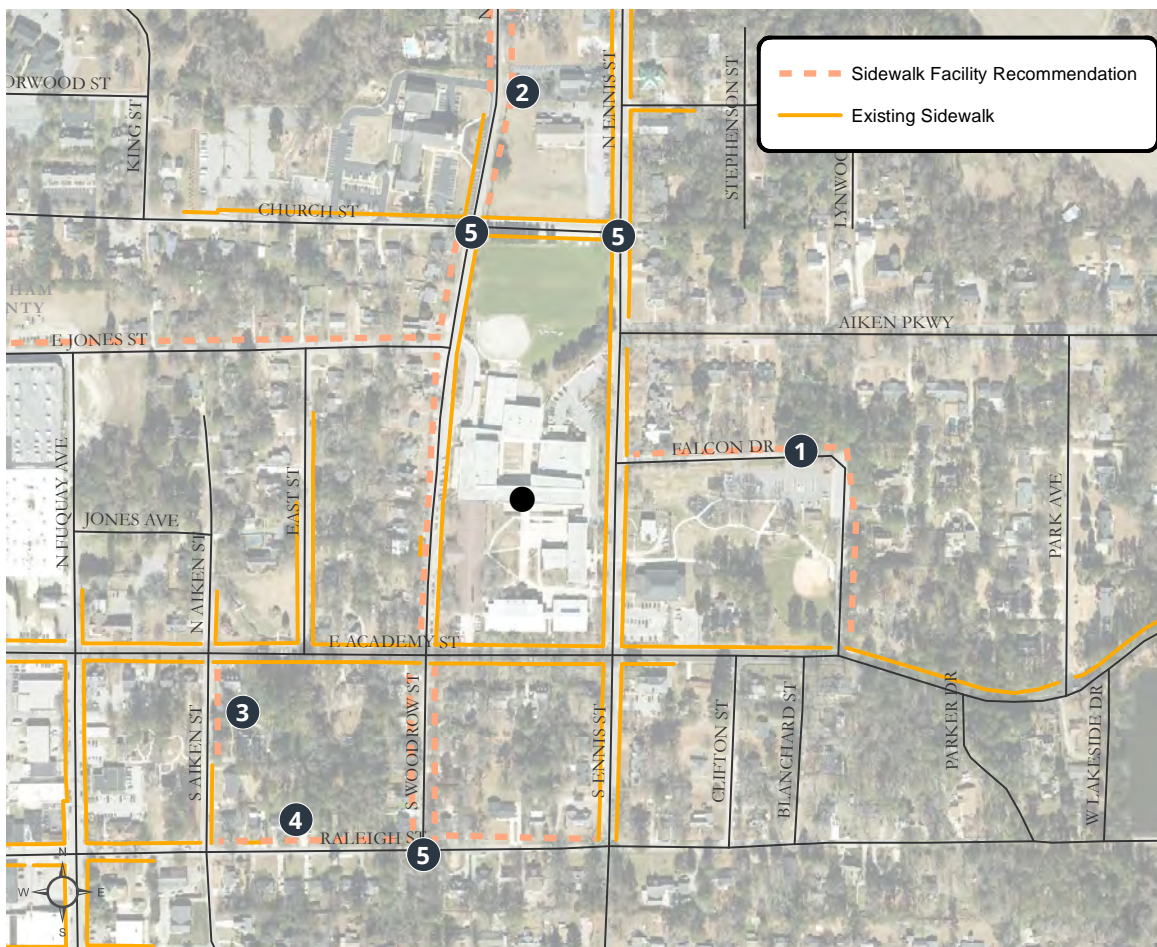 N
ORWOOD ST
KING ST
2
N ENNIS ST
STEPHENSON ST
Sidewalk Facility Recommendation
Existing Sidewalk
CHURCH ST
5
5
HAM
NTY
E JONES ST
AIKEN PKWY
N FUQUAY AVE
JONES AVE
N AIKEN ST
EAST ST
FALCON DR
1
PARK AVE
E ACADEMY ST
S AIKEN ST
3
S WOODROW ST
S ENNIS ST
CLIFTON ST
BLANCHARD ST
PARKER DR
W LAKESIDE DR
4
RALEIGH ST
5
N
W E
S